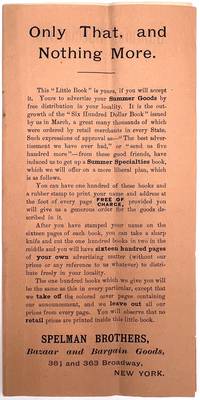 Only That, and
Nothing More.
This "Little Book" is yours, if you will accept
it. Yours to advertise your Summer Goods by
free distribution in your locality. It is the out-
growth of the "Six Hundred Dollar Book" issued
by us in March, a great many thousands of which
were ordered by retail merchants in every State.
Such expressions of approval as—"The best adver-
tisement we have ever had," or "send us five
hundred more"—from these good friends, have
induced us to get up a Summer Specialties book,
which we will offer on a more liberal plan, which
is as follows.
You can have one hundred of these books and
a rubber stamp to print your name and address at
the foot of every page FREE OF CHARGE, provided you
will give us a generous order for the goods de-
scribed in it.
After you have stamped your name on the
sixteen pages of each book, you can take a sharp
knife and cut the one hundred books in two in the
middle and you will have sixteen hundred pages
of your own advertising matter (without our
prices or any reference to us whatever) to distri-
bute freely in your locality.
The one hundred books which we give you will
be the same as this in every particular, except that
we take off the colored cover pages containing
our announcement, and we leave out all our
prices from every page. You will observe that no
retail prices are printed inside this little book.
SPELMAN BROTHERS,
Bazaar and Bargain Goods,
361 and 363 Broadway,
NEW YORK.